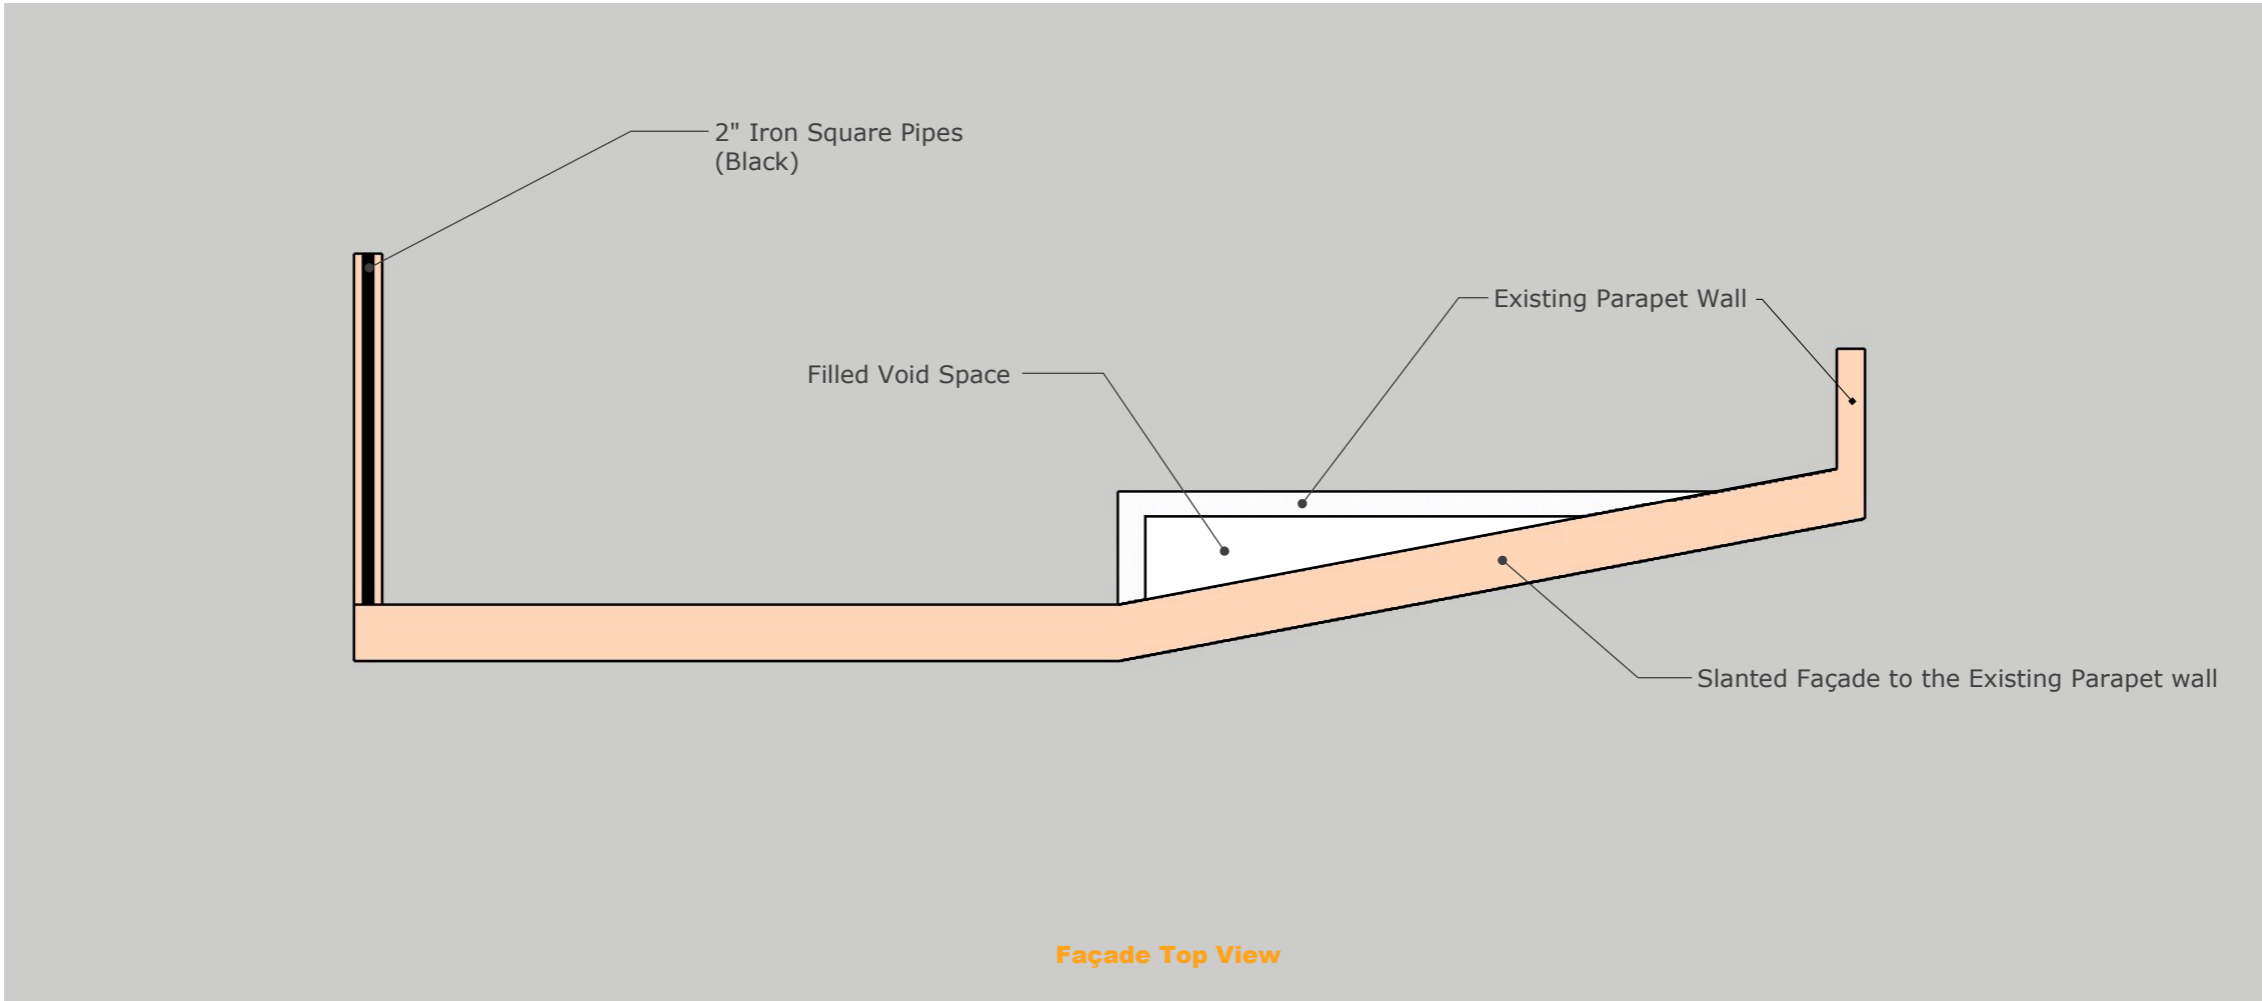 2" Iron Square Pipes
(Black)
Existing Parapet Wall
Filled Void Space
Slanted Façade to the Existing Parapet wall
Façade Top View